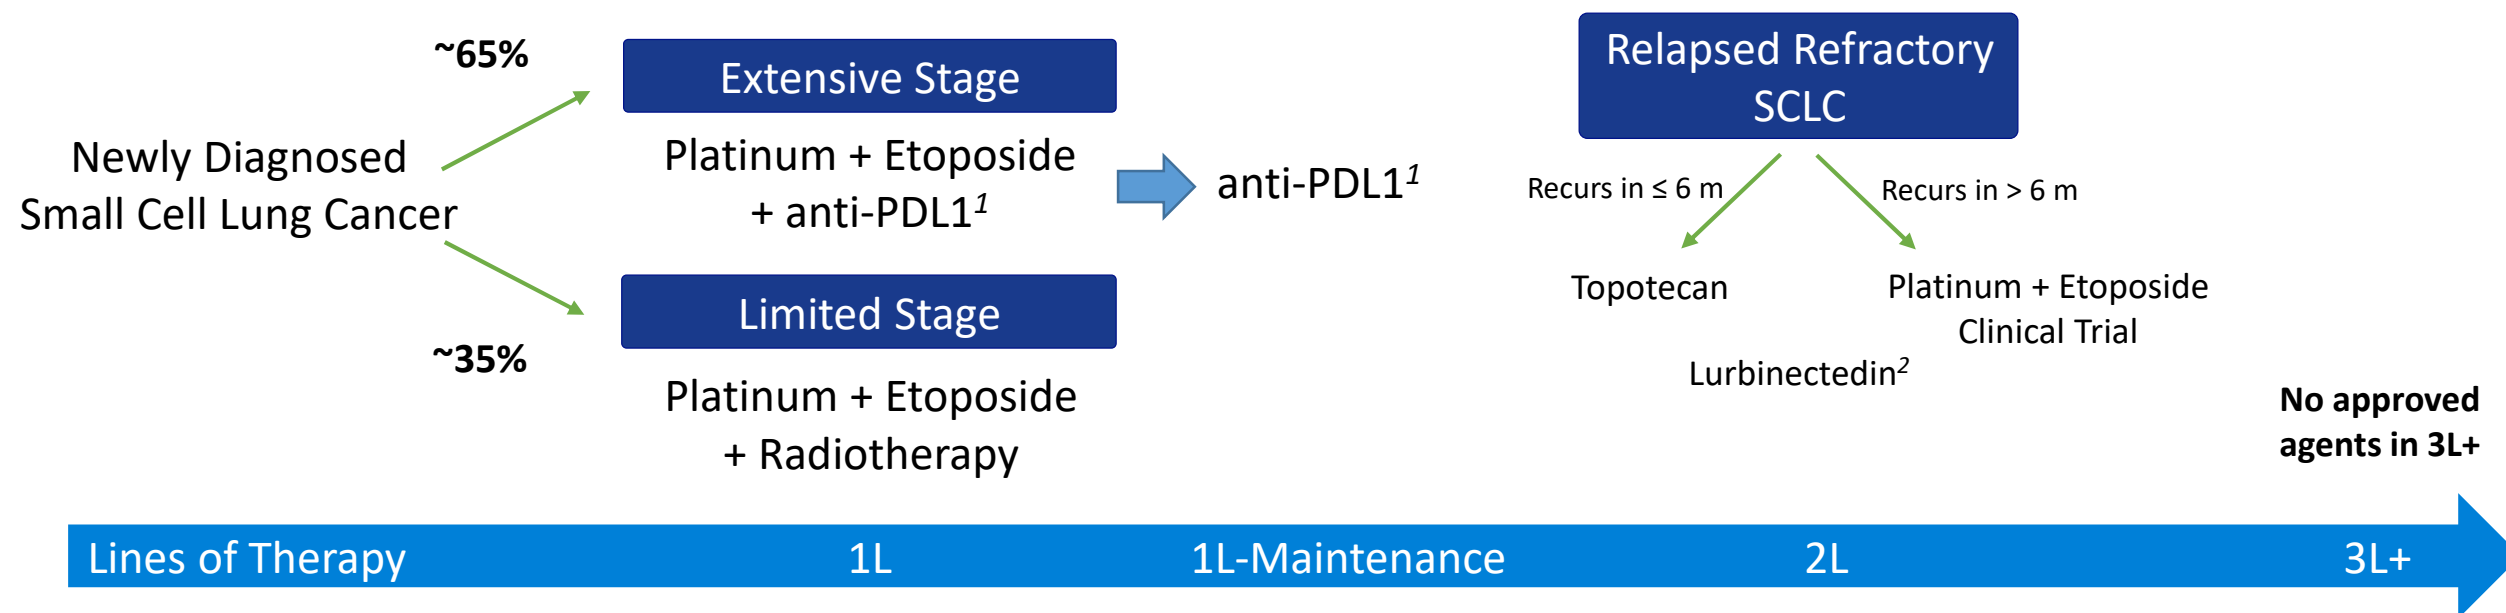 ~65%
Newly Diagnosed
Small Cell Lung Cancer
~35%
Extensive Stage
Platinum + Etoposide
+ anti-PDL1¹
anti-PDL1¹
Limited Stage
Platinum + Etoposide
+ Radiotherapy
Relapsed Refractory
SCLC
Recurs in ≤ 6 m
Recurs in > 6 m
Topotecan
Platinum + Etoposide
Clinical Trial
Lurbinectedin²
No approved
agents in 3L+
Lines of Therapy 1L 1L-Maintenance 2L 3L+